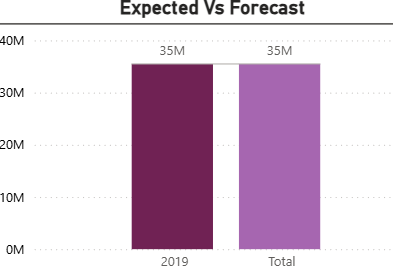 Expected Vs Forecast
40M
35M 35M
30M
20M
10M
0M
2019 Total